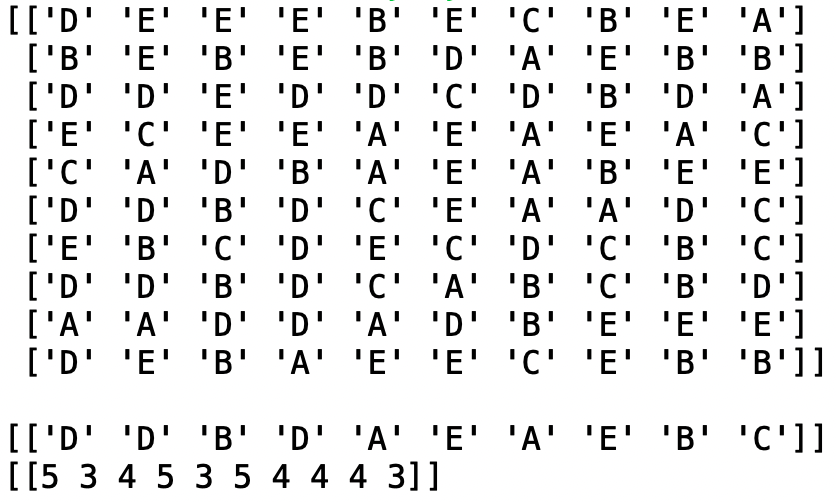 [['D' 'E' 'E' 'E' 'B' 'E' 'C' 'B' 'E' 'A']
['B' 'E' 'B' 'E' 'B' 'D' 'A' 'E' 'B' 'B']
['D' 'D' 'E' 'D' 'D' 'C' 'D' 'B' 'D' 'A']
['E' 'C' 'E' 'E' 'A' 'E' 'A' 'E' 'A' 'C']
['C' 'A' 'D' 'B' 'A' 'E' 'A' 'B' 'E' 'E']
['D' 'D' 'B' 'D' 'C' 'E' 'A' 'A' 'D' 'C']
['E' 'B' 'C' 'D' 'E' 'C' 'D' 'C' 'B' 'C']
['D' 'D' 'B' 'D' 'C' 'A' 'B' 'C' 'B' 'D']
['A' 'A' 'D' 'D' 'A' 'D' 'B' 'E' 'E' 'E']
['D' 'E' 'B' 'A' 'E' 'E' 'C' 'E' 'B' 'B']]
[['D' 'D' 'B' 'D' 'A' 'E' 'A' 'E' 'B' 'C']]
[[5 3 4 5 3 5 4 4 4 3]]